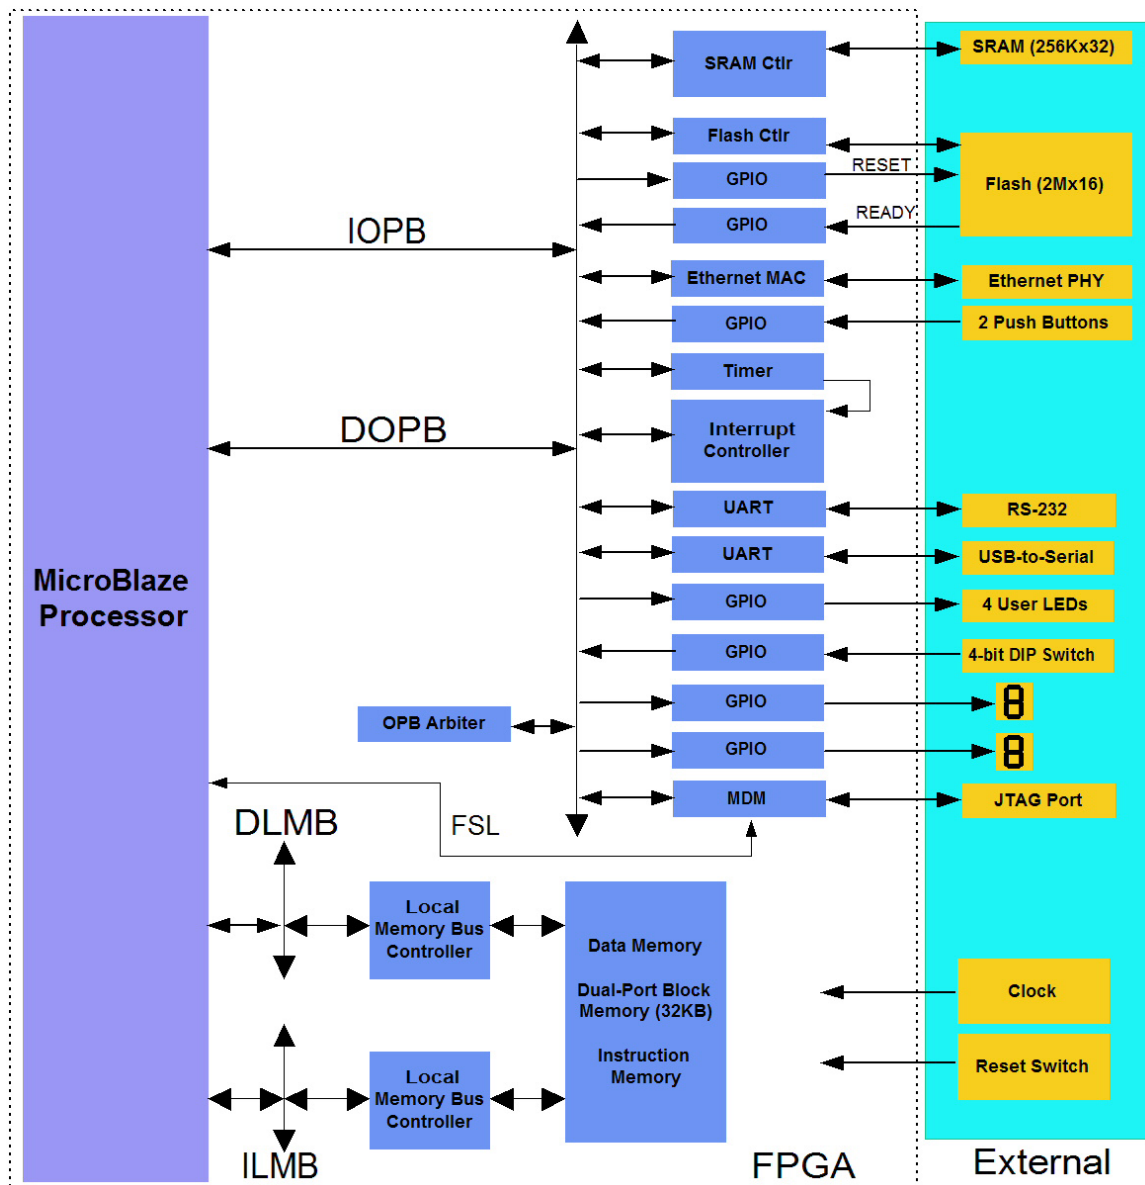 SRAM Ctlr
SRAM (256Kx32)
Flash Ctlr
GPIO
RESET
Flash (2Mx16)
GPIO
READY
IOPB
Ethernet MAC
Ethernet PHY
GPIO
2 Push Buttons
Timer
DOPB
Interrupt
Controller
UART
RS-232
UART
USB-to-Serial
MicroBlaze
Processor
GPIO
4 User LEDs
GPIO
4-bit DIP Switch
GPIO
8
OPB Arbiter
GPIO
8
MDM
JTAG Port
DLMB
FSL
Local
Memory Bus
Controller
Data Memory
Dual-Port Block
Memory (32KB)
Instruction
Memory
Clock
Reset Switch
Local
Memory Bus
Controller
ILMB
FPGA
External